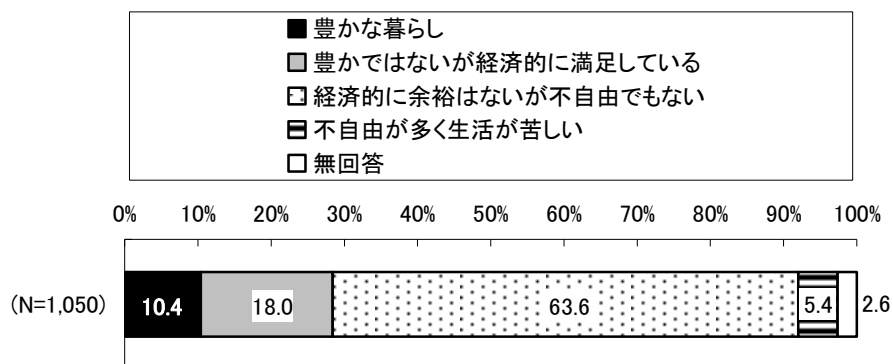 豊かな暮らし
豊かではないが経済的に満足している
経済的に余裕はないが不自由でもない
不自由が多く生活が苦しい
無回答
0% 10% 20% 30% 40% 50% 60% 70% 80% 90% 100%
(N=1,050) 10.4 18.0 63.6 5.4 2.6